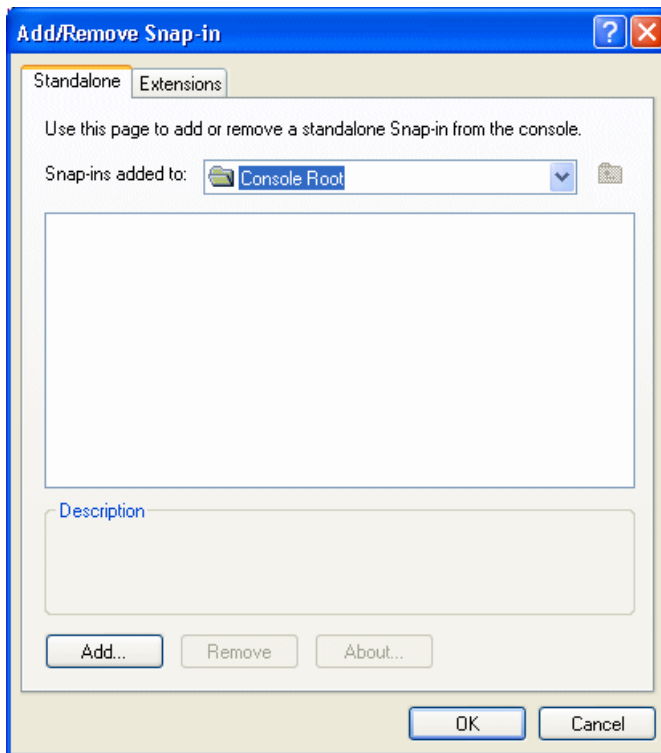 Add/Remove Snap-in
Standalone
Extensions
Use this page to add or remove a standalone Snap-in from the console.
Snap-ins added to:
Console Root
Description
Add...
Remove
About...
OK
Cancel